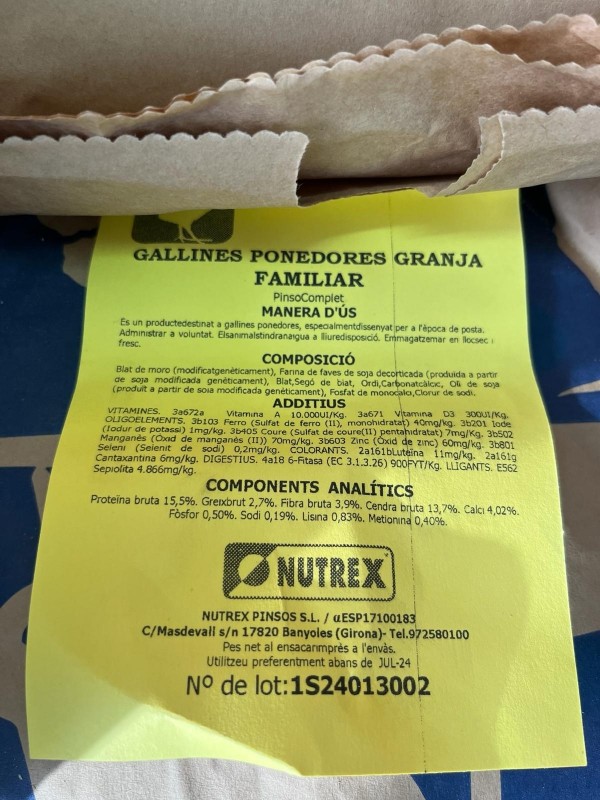 GALLINES PONEDORES GRANJA
FAMILIAR
PinsoComplet
MANERA D'ÚS
És un productedestinat a gallines ponedores, especialmentdissenyat per a l'època de posta.
Administrar a voluntat. Elsanimalstindranaigua a lliuredisposició. Emmagatzemar en llocsec i
fresc.
COMPOSICIÓ
Blat de moro (modificatgenèticament), Farina de faves de soja decorticada (produïda a partir
de soja modificada genèticament), Blat,Segó de blat, Ordi,Carbonatcàlcic, Oli de soja
(produït a partir de soia modificada genèticament), Fosfat de monocalci,Clorur de sodi.
ADDITIUS
VITAMINES. 3a672a Vitamina A 10.000UI/Kg. 3a671 Vitamina D3 300UI/Kg.
OLIGOELEMENTS. 3b103 Ferro (Sulfat de ferro (II), monohidratat) 40mg/kg. 3b201 Iode
(Iodur de potassi) 1mg/kg. 3b405 Coure (Sulfat de coure(II) pentahidratat) 7mg/Kg. 3b502
Manganès (Òxid de manganès (II)) 70mg/kg. 3b603 Zinc (Òxid de zinc) 60mg/kg. 3b801
Seleni (Selenit de sodi) 0,2mg/kg. COLORANTS. 2a161bLuteïna 11mg/kg. 2a161g
Cantaxantina 6mg/kg. DIGESTIUS. 4a18 6-Fitasa (EC 3.1.3.26) 900FYT/Kg. LLIGANTS. E562
Sepiolita 4.866mg/kg.
COMPONENTS ANALÍTICS
Proteïna bruta 15,5%. Greixbrut 2,7%. Fibra bruta 3,9%. Cendra bruta 13,7%. Calci 4,02%.
Fòsfor 0,50%. Sodi 0,19%. Lisina 0,83%. Metionina 0,40%.
NUTREX
NUTREX PINSOS S.L. / αESP17100183
C/Masdevall s/n 17820 Banyoles (Girona)- Tel.972580100
Pes net al ensacarimprès a l'envàs.
Utilitzeu preferentment abans de JUL-24
Nº de lot:1S24013002